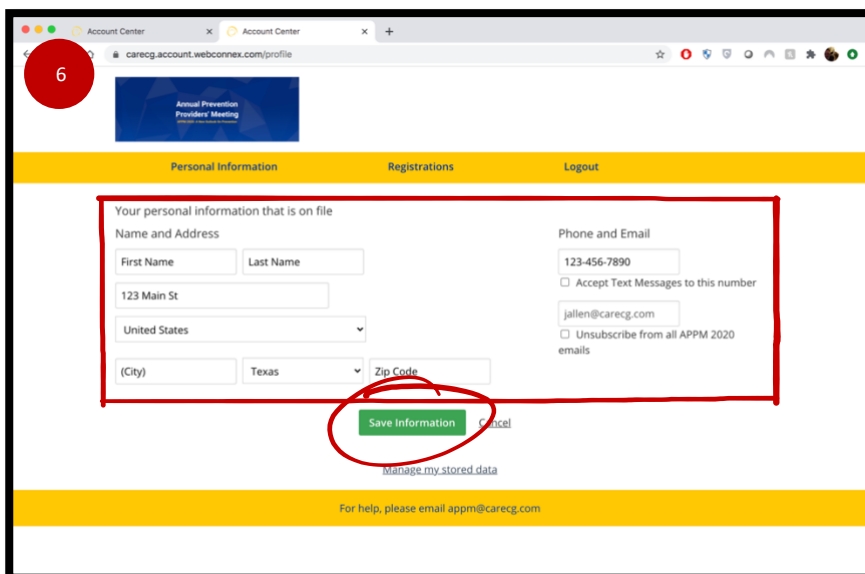 Account Center
Account Center
carecg.account.webconnex.com/profile
6
Annual Prevention
Providers' Meeting
Personal Information
Registrations
Logout
Your personal information that is on file
Name and Address
Phone and Email
First Name
Last Name
123-456-7890
Accept Text Messages to this number
123 Main St
jallen@carecg.com
United States
Unsubscribe from all APPM 2020
emails
(City)
Texas
Zip Code
Save Information
Cancel
Manage my stored data
For help, please email appm@carecg.com